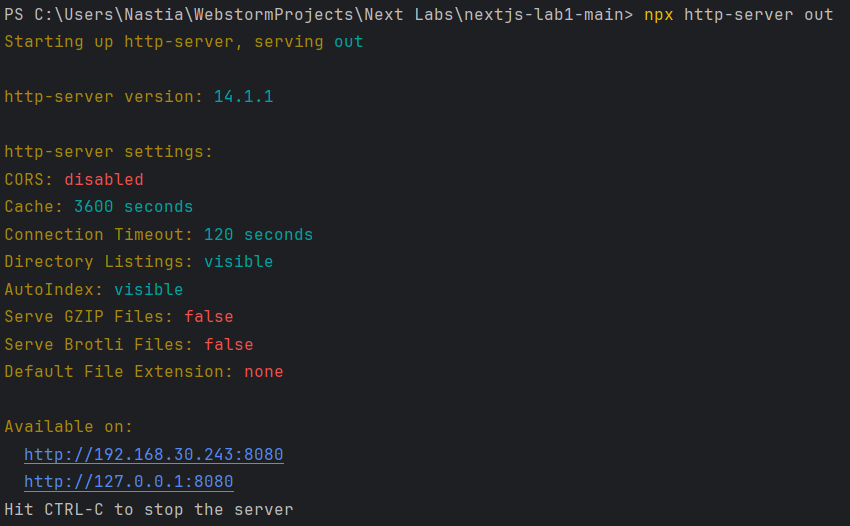 PS C:\Users\Nastia\WebstormProjects\Next Labs\nextjs-lab1-main> npx http-server out
Starting up http-server, serving out
http-server version: 14.1.1
http-server settings:
CORS: disabled
Cache: 3600 seconds
Connection Timeout: 120 seconds
Directory Listings: visible
AutoIndex: visible
Serve GZIP Files: false
Serve Brotli Files: false
Default File Extension: none
Available on:
http://192.168.30.243:8080
http://127.0.0.1:8080
Hit CTRL-C to stop the server